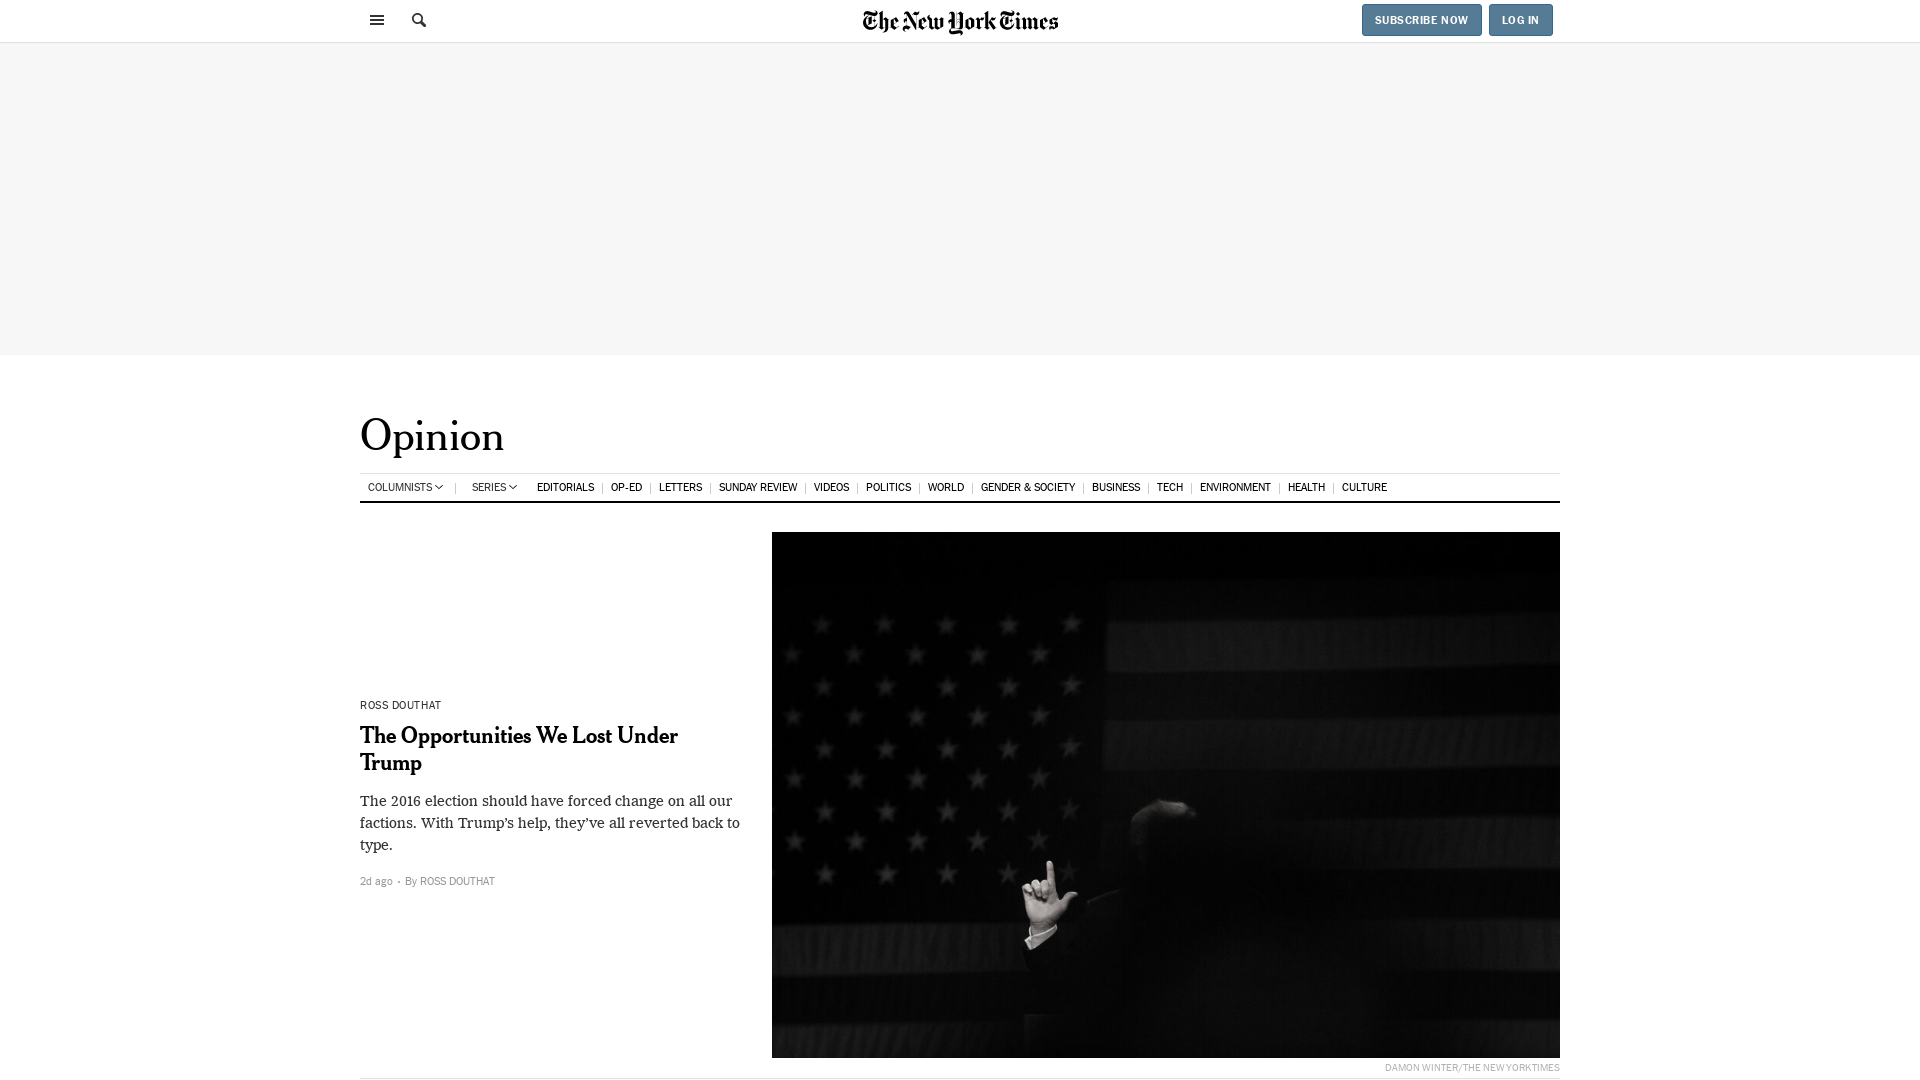 The New York Times
SUBSCRIBE NOW
LOG IN
Opinion
COLUMNISTS
SERIES
EDITORIALS
OP-ED
LETTERS
SUNDAY REVIEW
VIDEOS
POLITICS
WORLD
GENDER & SOCIETY
BUSINESS
TECH
ENVIRONMENT
HEALTH
CULTURE
ROSS DOUTHAT
The Opportunities We Lost Under
Trump
The 2016 election should have forced change on all our
factions. With Trump’s help, they’ve all reverted back to
type.
2d ago • By ROSS DOUTHAT
DAMON WINTER/THE NEW YORK TIMES